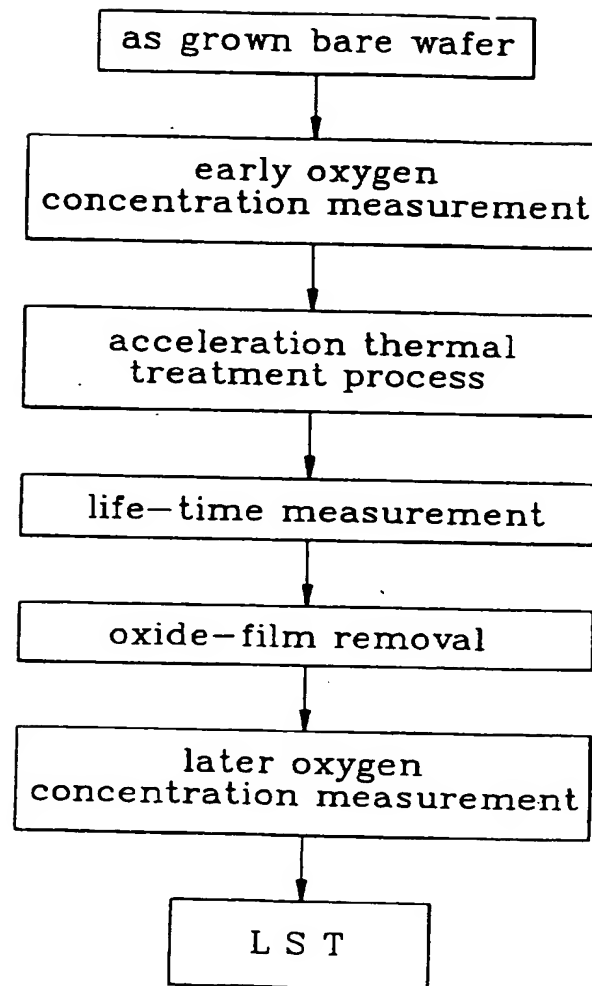 as grown bare wafer
early oxygen
concentration measurement
acceleration thermal
treatment process
life-time measurement
oxide-film removal
later oxygen
concentration measurement
L S T